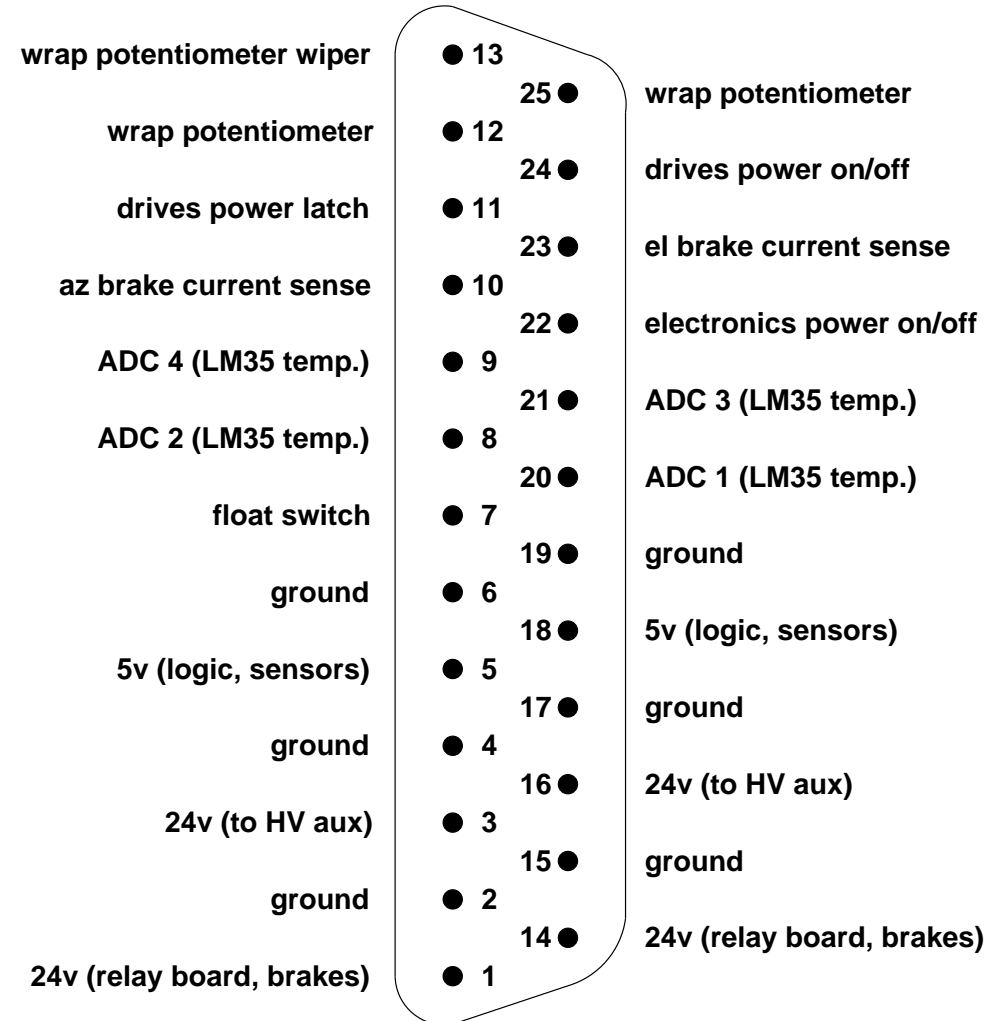 wrap potentiometer wiper 13
25 wrap potentiometer
wrap potentiometer 12
24 drives power on/off
drives power latch 11
23 el brake current sense
az brake current sense 10
22 electronics power on/off
ADC 4 (LM35 temp.) 9
21 ADC 3 (LM35 temp.)
ADC 2 (LM35 temp.) 8
20 ADC 1 (LM35 temp.)
float switch 7
19 ground
ground 6
18 5v (logic, sensors)
5v (logic, sensors) 5
17 ground
ground 4
16 24v (to HV aux)
24v (to HV aux) 3
15 ground
ground 2
14 24v (relay board, brakes)
24v (relay board, brakes) 1